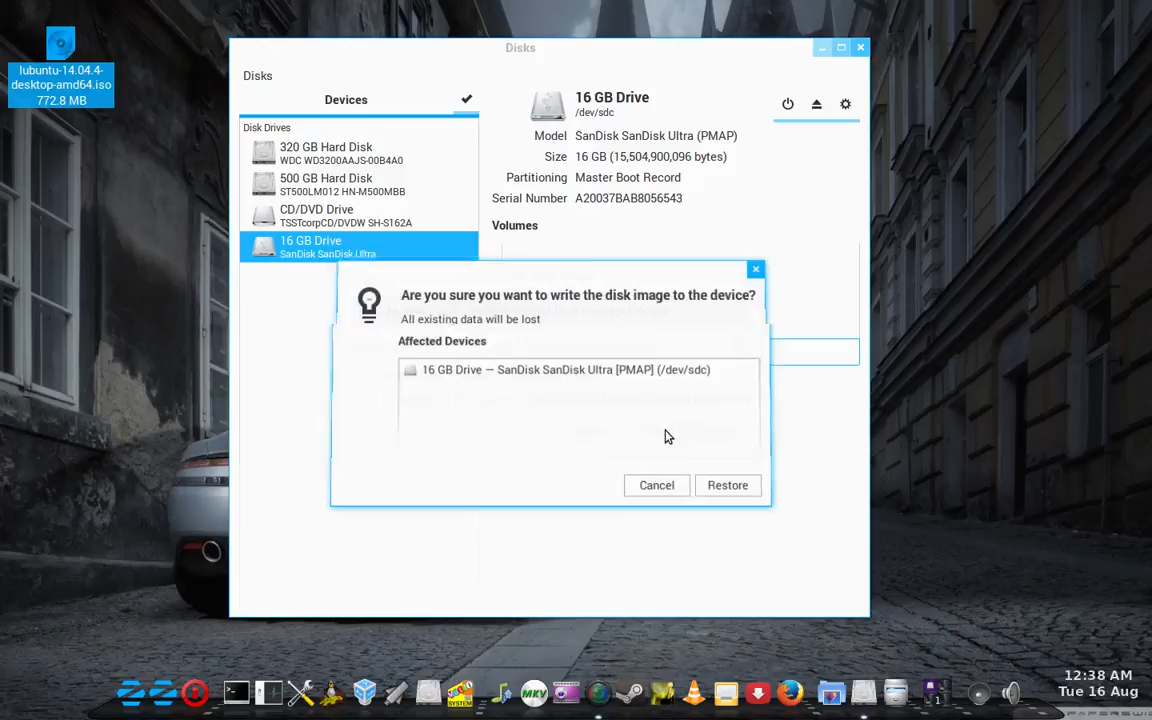 lubuntu-14.04.4-
desktop-amd64.iso
772.8 MB
Disks
Disks
Devices
Disk Drives
320 GB Hard Disk
WDC WD3200AAJS-00B4A0
500 GB Hard Disk
ST500LM012 HN-M500MBB
CD/DVD Drive
TSSTcorpCD/DVDW SH-S162A
16 GB Drive
SanDisk SanDisk Ultra
16 GB Drive
/dev/sdc
Model SanDisk SanDisk Ultra (PMAP)
Size 16 GB (15,504,900,096 bytes)
Partitioning Master Boot Record
Serial Number A20037BAB8056543
Volumes
Are you sure you want to write the disk image to the device?
All existing data will be lost
Affected Devices
16 GB Drive — SanDisk SanDisk Ultra [PMAP] (/dev/sdc)
Cancel Restore
MKV
SYSTEM
1
12:38 AM
Tue 16 Aug